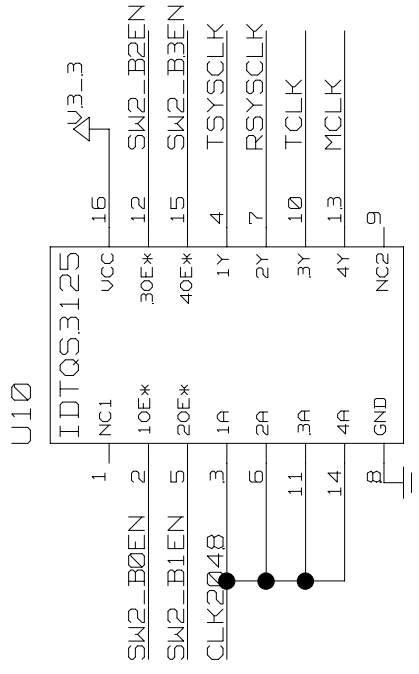 U10
IDTQS3125
1 NC1 VCC 16 V3_3
SW2_B0EN 2 1OE* 3OE* 12 SW2_B2EN
SW2_B1EN 5 2OE* 4OE* 15 SW2_B3EN
CLK2048 3 1A 1Y 4 TSYSCLK
6 2A 2Y 7 RSYSCLK
11 3A 3Y 10 TCLK
14 4A 4Y 13 MCLK
8 GND NC2 9